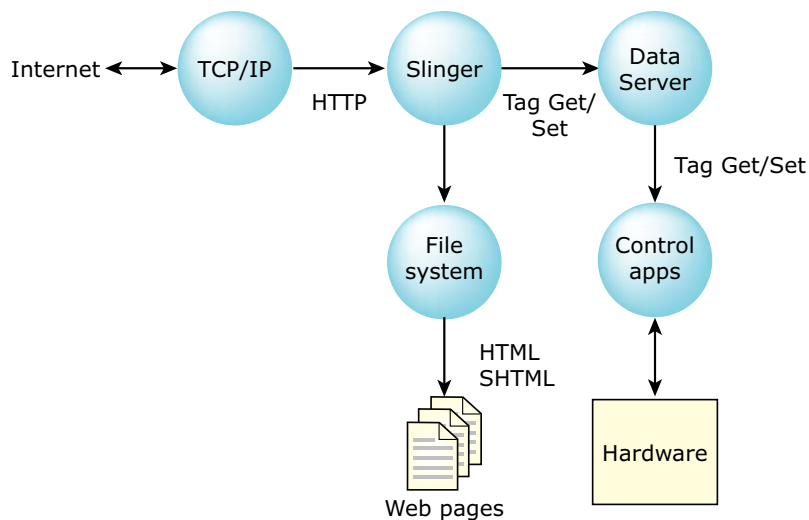 Internet
TCP/IP
HTTP
Slinger
Tag Get/
Set
Data
Server
Tag Get/Set
File
system
Control
apps
HTML
SHTML
Hardware
Web pages